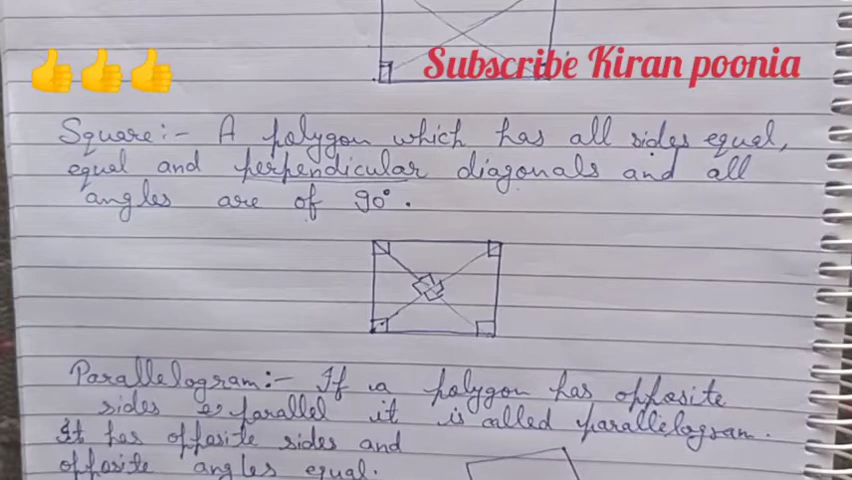 👍👍👍 Subscribe Kiran poonia
Square:- A polygon which has all sides equal,
equal and perpendicular diagonals and all
angles are of 90°.
Parallelogram:- If a polygon has opposite
sides parallel it is called parallelogram.
It has opposite sides and
opposite angles equal.